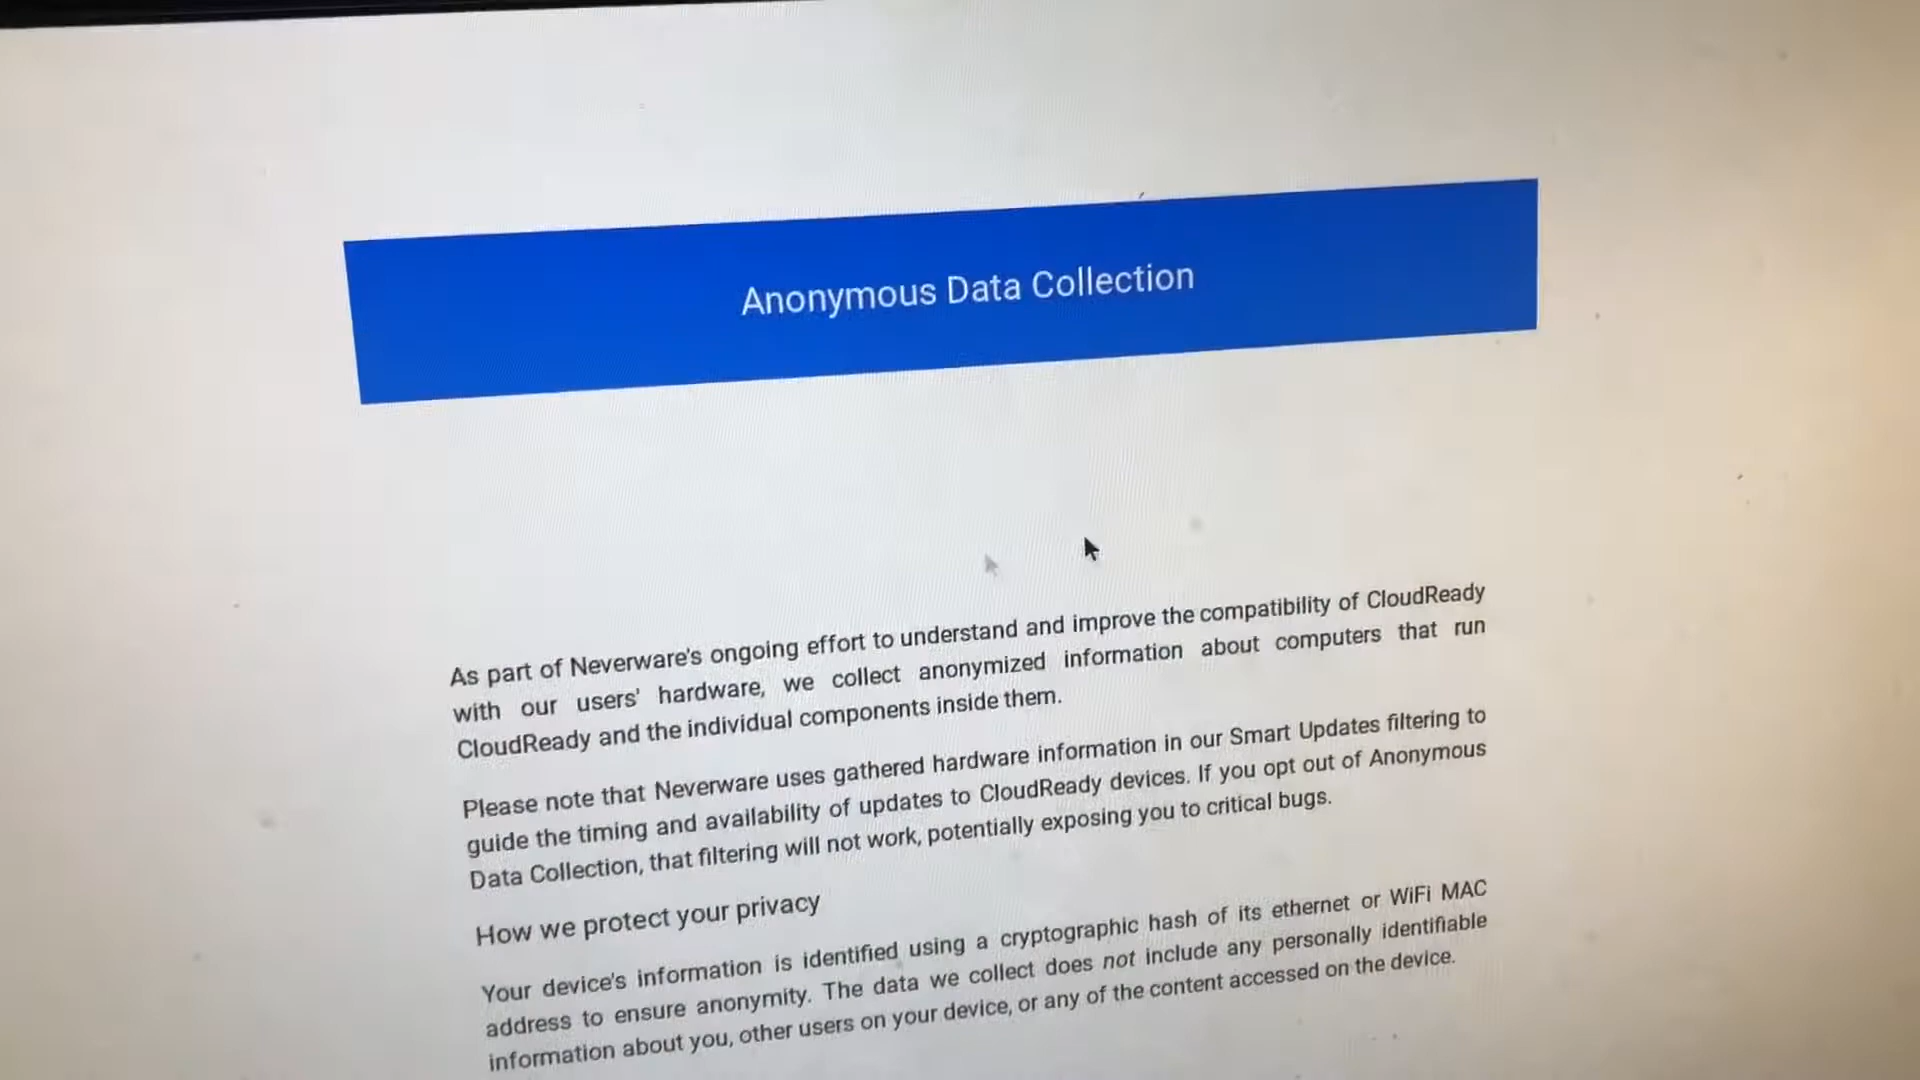 Anonymous Data Collection
As part of Neverware's ongoing effort to understand and improve the compatibility of CloudReady
with our users' hardware, we collect anonymized information about computers that run
CloudReady and the individual components inside them.
Please note that Neverware uses gathered hardware information in our Smart Updates filtering to
guide the timing and availability of updates to CloudReady devices. If you opt out of Anonymous
Data Collection, that filtering will not work, potentially exposing you to critical bugs.
How we protect your privacy
Your device's information is identified using a cryptographic hash of its ethernet or WiFi MAC
address to ensure anonymity. The data we collect does not include any personally identifiable
information about you, other users on your device, or any of the content accessed on the device.